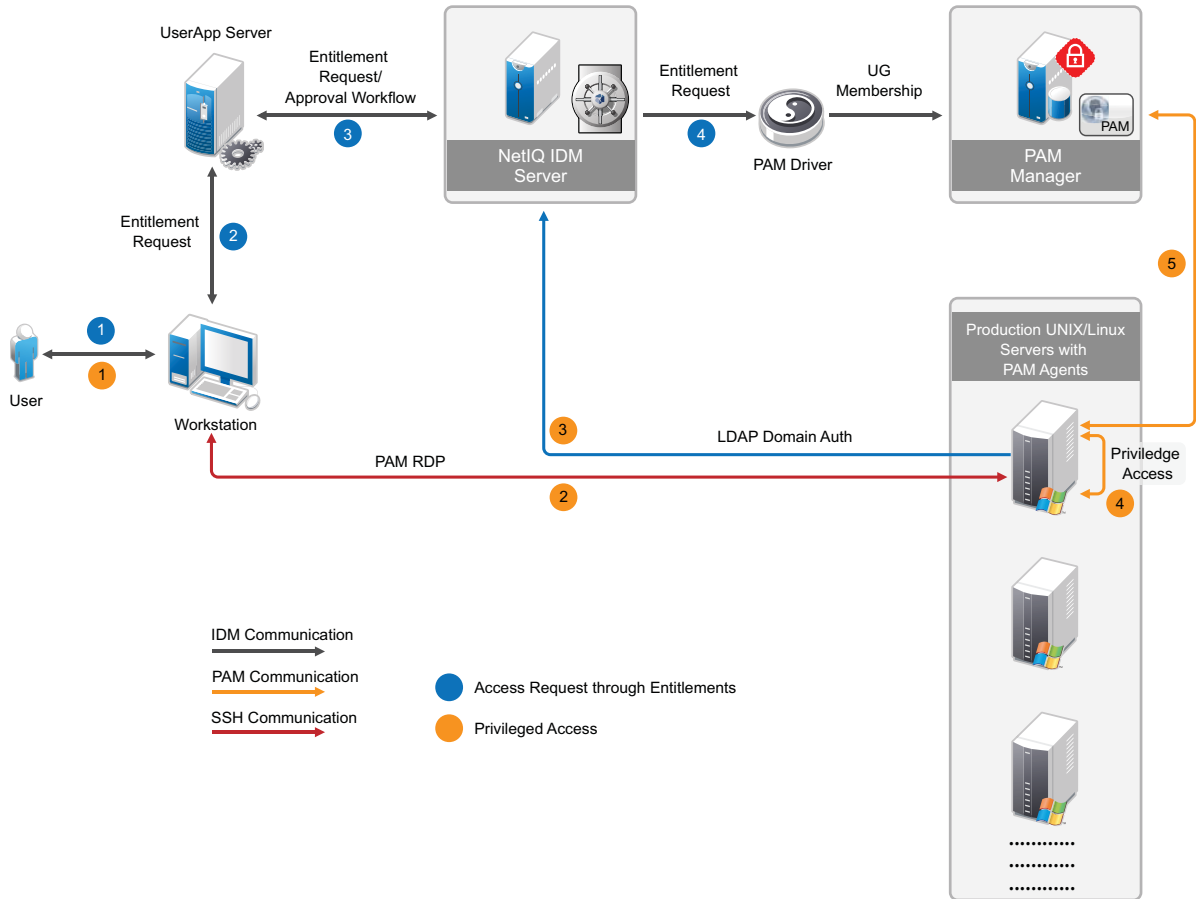 UserApp Server
Entitlement
Request/
Approval Workflow
3
NetIQ IDM
Server
Entitlement
Request
4
PAM Driver
UG
Membership
PAM
PAM
Manager
Entitlement
Request
2
5
1
1
User
Workstation
Production UNIX/Linux
Servers with
PAM Agents
3
LDAP Domain Auth
PAM RDP
2
Priviledge
Access
4
IDM Communication
PAM Communication
SSH Communication
Access Request through Entitlements
Privileged Access